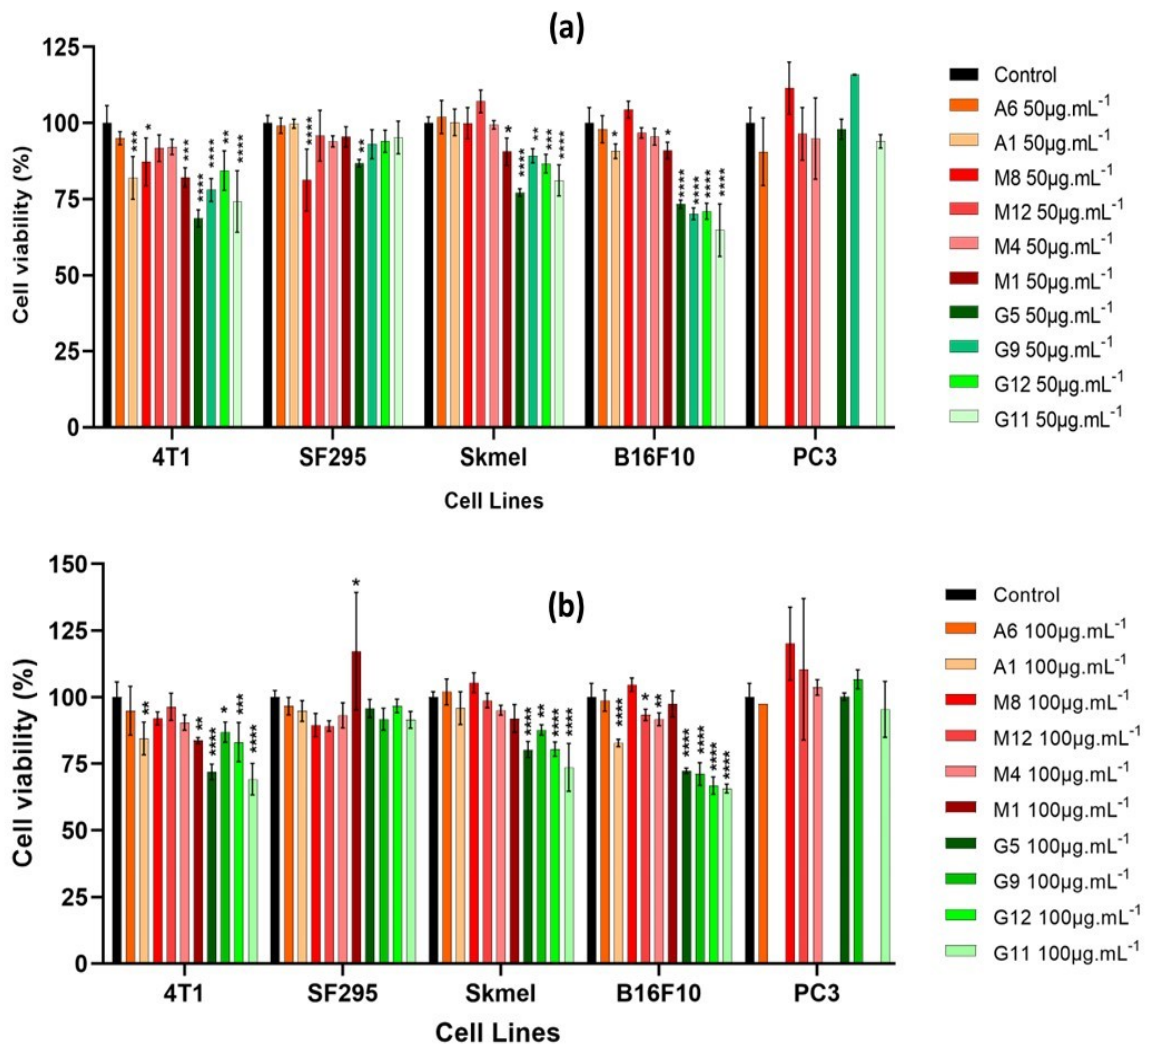 (a)
125
100
75
50
25
0
Cell viability (%)
*** * *** **** **** ** ****
**** **
* **** ** **** ****
* * **** **** **** ****
4T1 SF295 Skmel B16F10 PC3
Cell Lines
Control
A6 50µg.mL-1
A1 50µg.mL-1
M8 50µg.mL-1
M12 50µg.mL-1
M4 50µg.mL-1
M1 50µg.mL-1
G5 50µg.mL-1
G9 50µg.mL-1
G12 50µg.mL-1
G11 50µg.mL-1
(b)
150
125
100
75
50
25
0
Cell viability (%)
** ** **** * *** ****
*
**** ** **** ****
**** * ** **** **** **** ****
4T1 SF295 Skmel B16F10 PC3
Cell Lines
Control
A6 100µg.mL-1
A1 100µg.mL-1
M8 100µg.mL-1
M12 100µg.mL-1
M4 100µg.mL-1
M1 100µg.mL-1
G5 100µg.mL-1
G9 100µg.mL-1
G12 100µg.mL-1
G11 100µg.mL-1